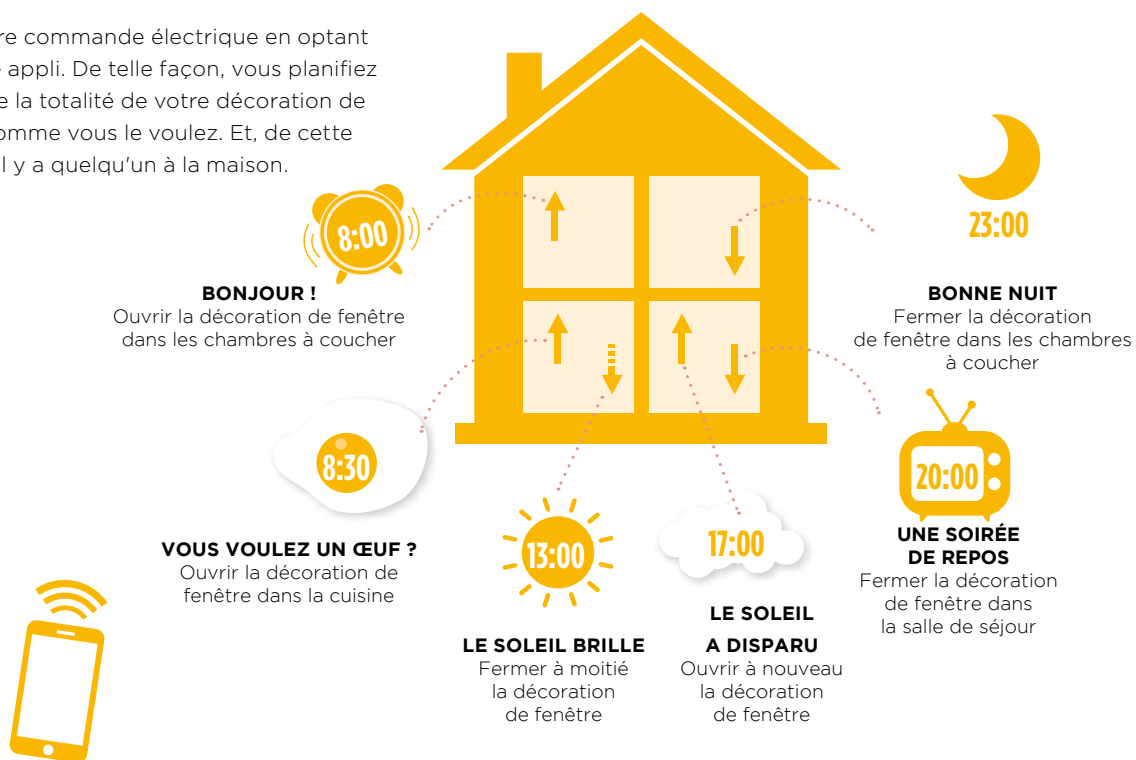 re commande électrique en optant
appli. De telle façon, vous planifiez
la totalité de votre décoration de
omme vous le voulez. Et, de cette
l y a quelqu'un à la maison.
8:00
BONJOUR !
Ouvrir la décoration de fenêtre
dans les chambres à coucher
23:00
BONNE NUIT
Fermer la décoration
de fenêtre dans les chambres
à coucher
8:30
VOUS VOULEZ UN ŒUF ?
Ouvrir la décoration de
fenêtre dans la cuisine
13:00
LE SOLEIL BRILLE
Fermer à moitié
la décoration
de fenêtre
17:00
LE SOLEIL
A DISPARU
Ouvrir à nouveau
la décoration
de fenêtre
20:00
UNE SOIRÉE
DE REPOS
Fermer la décoration
de fenêtre dans
la salle de séjour